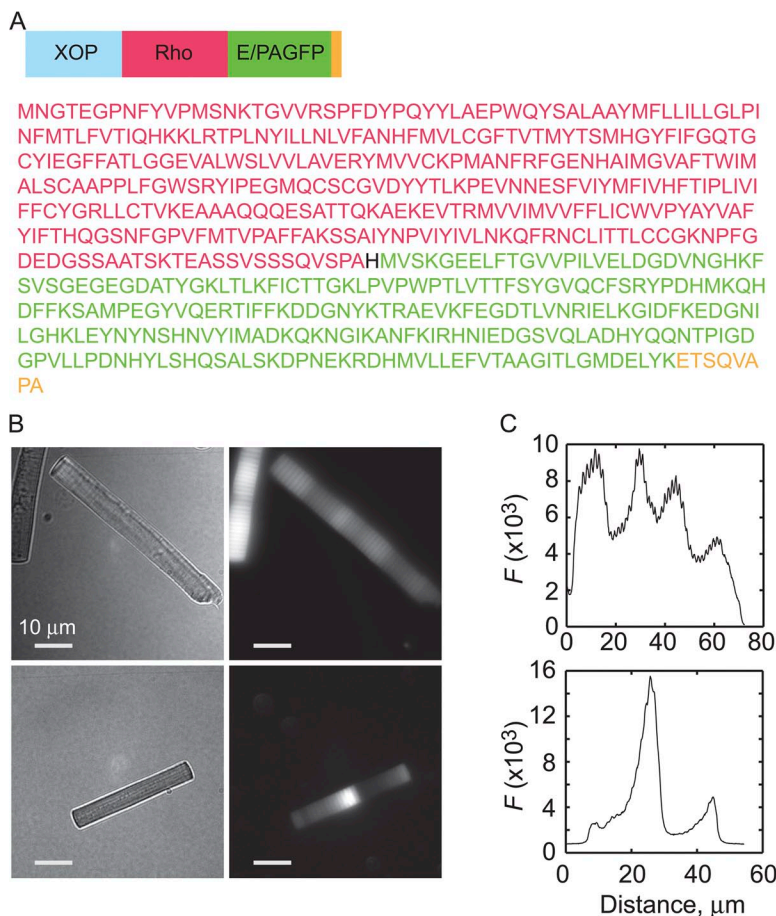 A
XOP Rho E/PAGFP
MNGTEGPNFYVPMSNKTGVVRSPFDYPQYYLAEPWQYSALAAYMFLLILLGLPI
NFMTLFVTIQHKKLRTPLNYILLNLVFANHFMVLCGFTVTMYTSMHGYFIFGQTG
CYIEGFFATLGGEVALWSLVVLAVERYMVVCKPMANFRFGENHAIMGVAFTWIM
ALSCAAPPLFGWSRYIPEGMQCSCGVDYYTLKPEVNNESFVIYMFIVHFTIPLIVI
FFCYGRLLCTVKEAAAQQQESATTQKAEKEVTRMVVIMVVFFLICWVPYAYVAF
YIFTHQGSNFGPVFMTVPAFFAKSSAIYNPVIYIVLNKQFRNCLITTLCCGKNPFG
DEDGSSAATSKTEASSVSSSQVSPAHMVSKGEELFTGVVPILVELDGDVNGHKF
SVSGEGEGDATYGKLTLKFICTTGKLPVPWPTLVTTFSYGVQCFSRYPDHMKQH
DFFKSAMPEGYVQERTIFFKDDGNYKTRAEVKFEGDTLVNRIELKGIDFKEDGNI
LGHKLEYNYNSHNVYIMADKQKNGIKANFKIRHNIEDGSVQLADHYQQNTPIGD
GPVLLPDNHYLSHQSALSKDPNEKRDHMVLLEFVTAAGITLGMDELYKETSQVA
PA
B
10 μm
C
F (x10³)
10
8
6
4
2
0
0 20 40 60 80
F (x10³)
16
12
8
4
0
0 20 40 60
Distance, μm